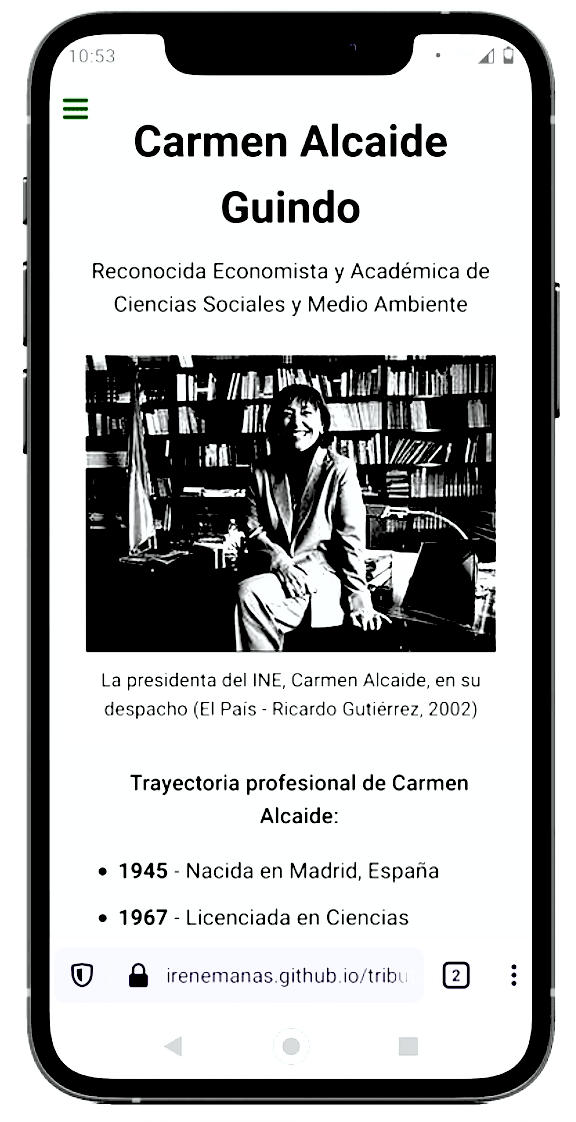 10:53
Carmen Alcaide
Guindo
Reconocida Economista y Académica de
Ciencias Sociales y Medio Ambiente
La presidenta del INE, Carmen Alcaide, en su
despacho (El País - Ricardo Gutiérrez, 2002)
Trayectoria profesional de Carmen
Alcaide:
• 1945 - Nacida en Madrid, España
• 1967 - Licenciada en Ciencias
irenemanas.github.io/tribu
2